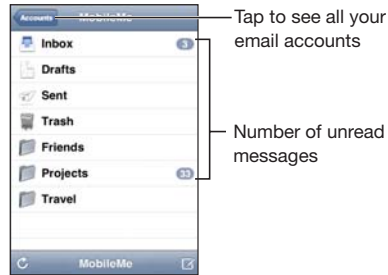 Accounts
MobileMe
Inbox 3
Drafts
Sent
Trash
Friends
Projects 33
Travel
MobileMe
Tap to see all your
email accounts
Number of unread
messages